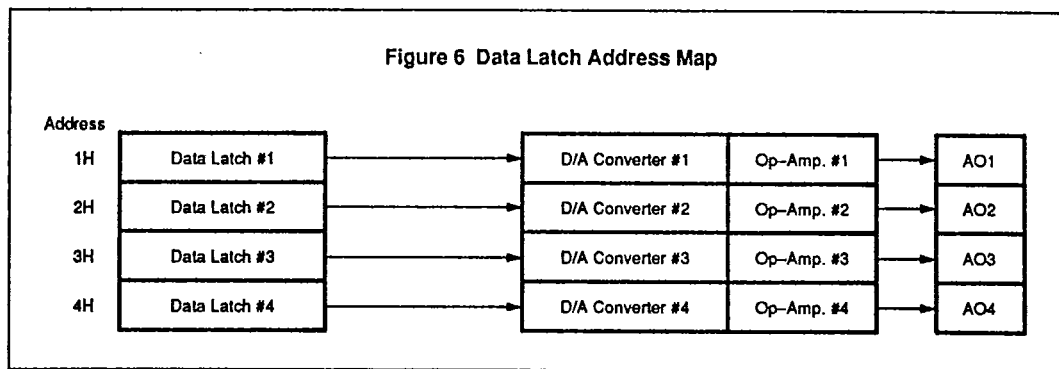 Figure 6 Data Latch Address Map
Address
1H Data Latch #1 D/A Converter #1 Op-Amp. #1 AO1
2H Data Latch #2 D/A Converter #2 Op-Amp. #2 AO2
3H Data Latch #3 D/A Converter #3 Op-Amp. #3 AO3
4H Data Latch #4 D/A Converter #4 Op-Amp. #4 AO4